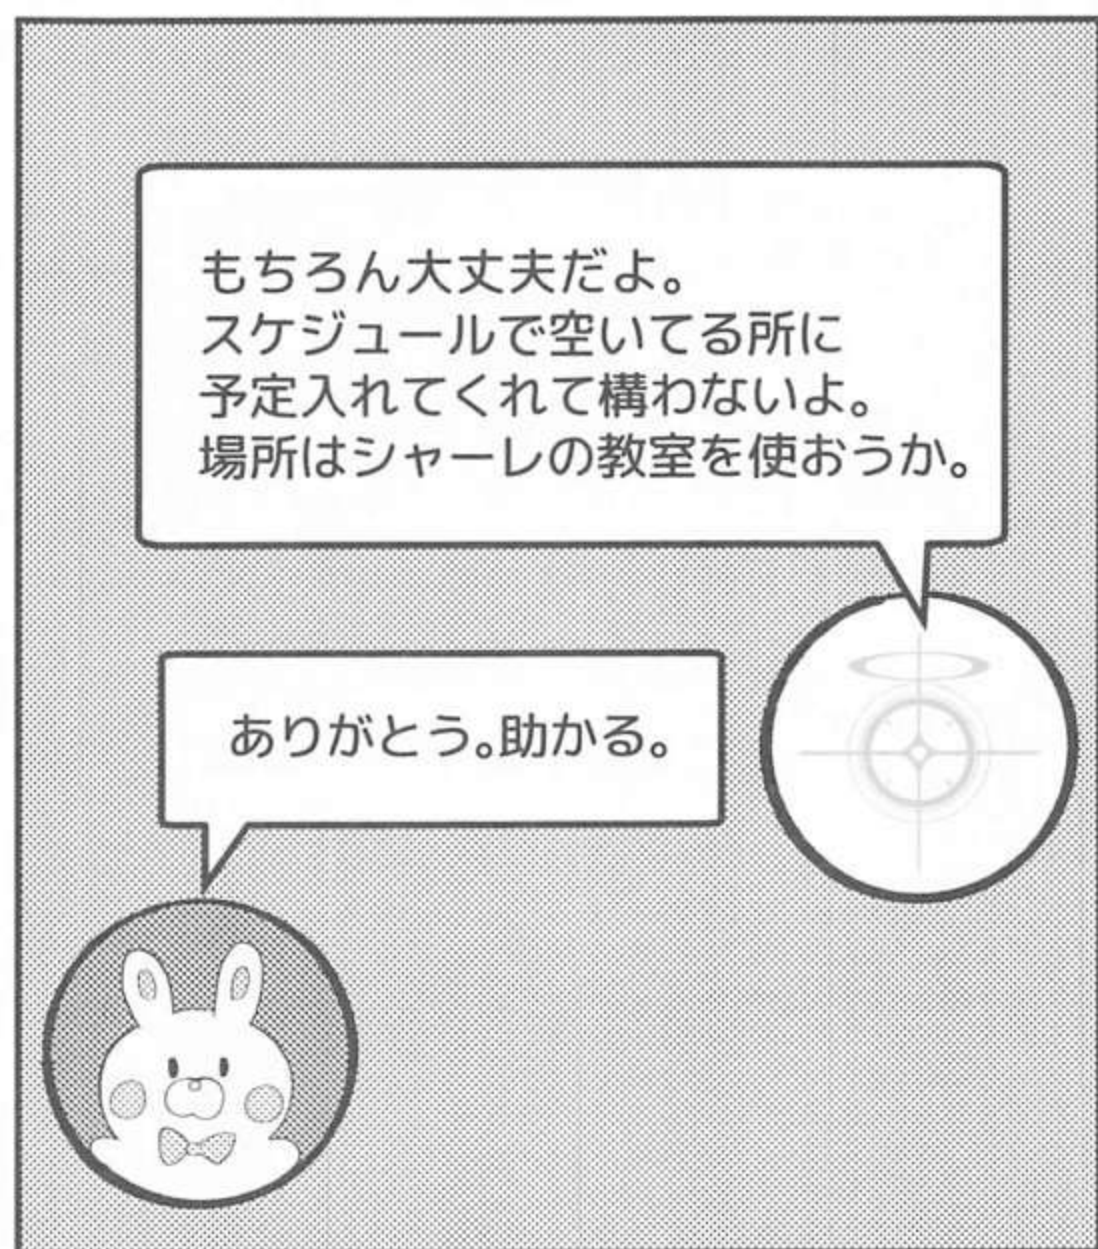 もちろん大丈夫だよ。
スケジュールで空いてる所に
予定入れてくれて構わないよ。
場所はシャーレの教室を使おうか。
ありがとう。助かる。